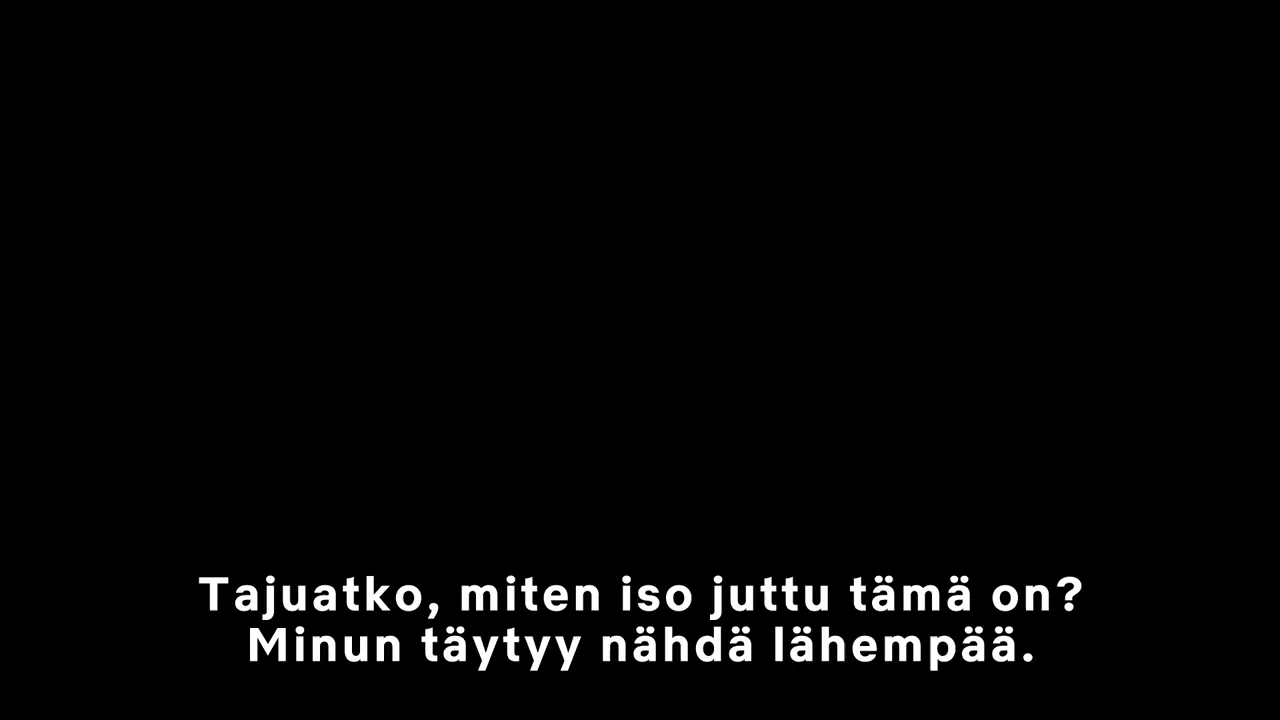 Tajuatko, miten iso juttu tämä on?
Minun täytyy nähdä lähempää.